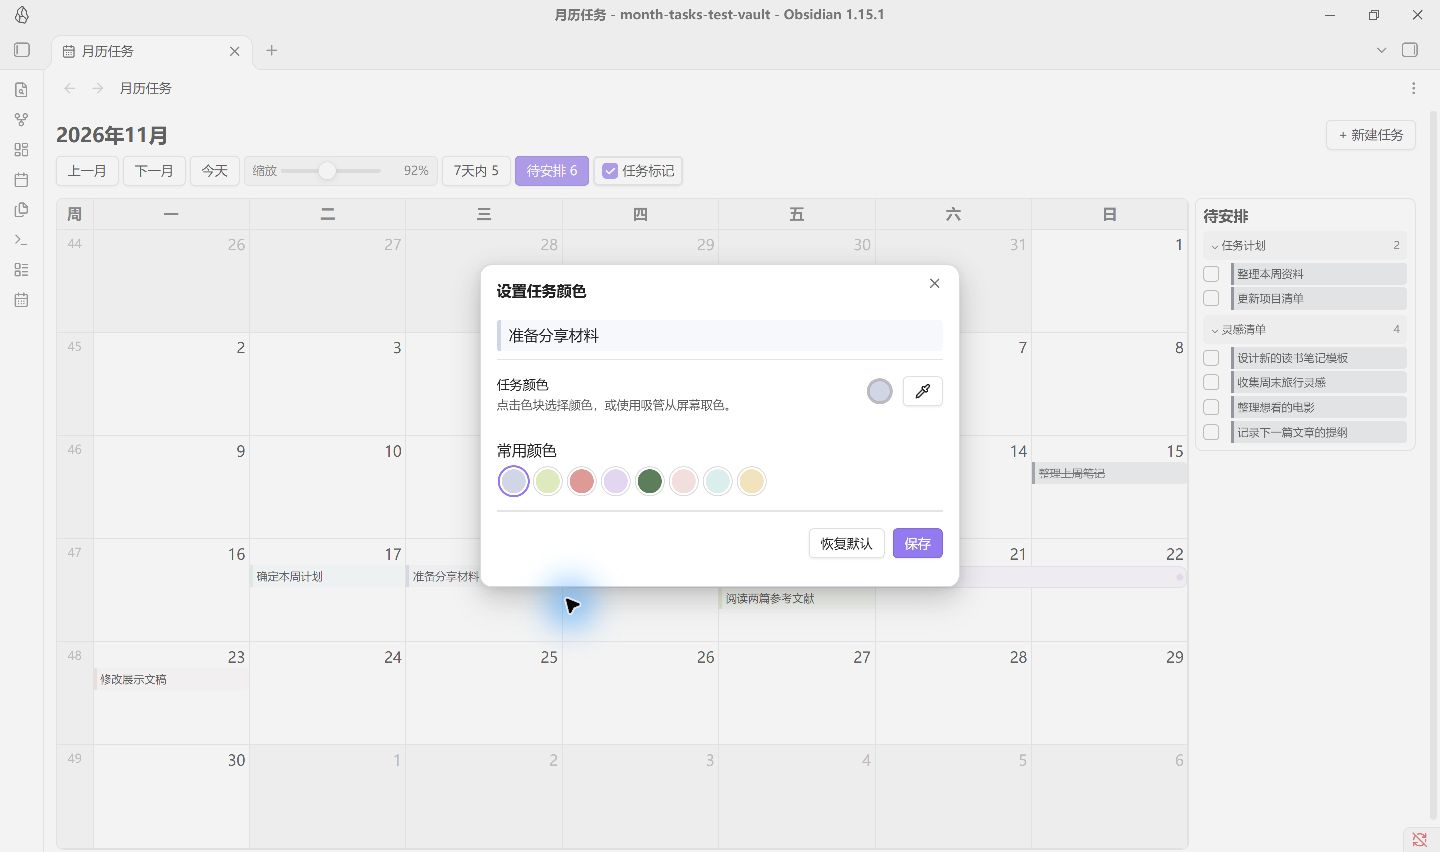 月历任务 - month-tasks-test-vault - Obsidian 1.15.1
月历任务
月历任务
2026年11月
+ 新建任务
上一月 下一月 今天 缩放 92% 7天内 5 待安排 6 任务标记
周 一 二 三 四 五 六 日
44 26 27 28 29 30 31 1
45 2 3 7 8
46 9 10 14 15
整理上周笔记
47 16 17 21 22
确定本周计划 准备分享材料
阅读两篇参考文献
48 23 24 25 26 27 28 29
修改展示文稿
49 30 1 2 3 4 5 6
设置任务颜色
准备分享材料
任务颜色
点击色块选择颜色，或使用吸管从屏幕取色。
常用颜色
恢复默认 保存
待安排
任务计划 2
整理本周资料
更新项目清单
灵感清单 4
设计新的读书笔记模板
收集周末旅行灵感
整理想看的电影
记录下一篇文章的提纲